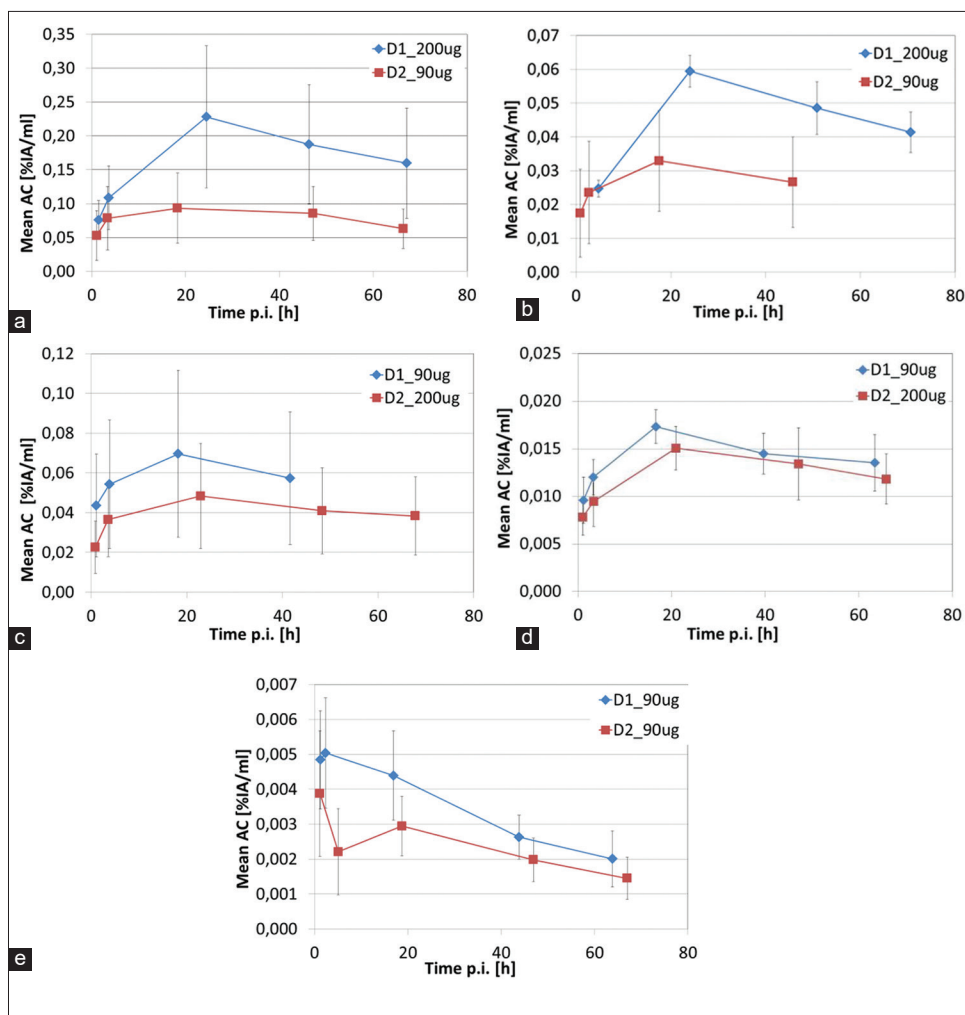 0,35
0,30
0,25
0,20
0,15
0,10
0,05
0,00
Mean AC [%IA/ml]
D1_200ug
D2_90ug
0 20 40 60 80
Time p.i. [h]
a
0,07
0,06
0,05
0,04
0,03
0,02
0,01
0,00
Mean AC [%IA/ml]
D1_200ug
D2_90ug
0 20 40 60 80
Time p.i. [h]
b
0,12
0,10
0,08
0,06
0,04
0,02
0,00
Mean AC [%IA/ml]
D1_90ug
D2_200ug
0 20 40 60 80
Time p.i. [h]
c
0,025
0,020
0,015
0,010
0,005
0,000
Mean AC [%IA/ml]
D1_90ug
D2_200ug
0 20 40 60 80
Time p.i. [h]
d
0,007
0,006
0,005
0,004
0,003
0,002
0,001
0,000
Mean AC [%IA/ml]
D1_90ug
D2_90ug
0 20 40 60 80
Time p.i. [h]
e